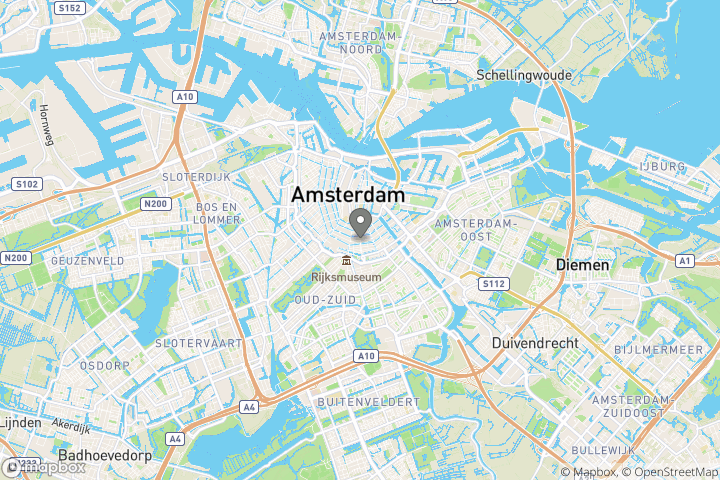 S152
AMSTERDAM-
NOORD
Schellingwoude
A10
Hornweg
IJBURG
SLOTERDIJK
S102
Amsterdam
N200
BOS EN
LOMMER
AMSTERDAM-
OOST
N200
GEUZENVELD
Diemen
A1
Rijksmuseum
S112
OUD-ZUID
SLOTERVAART
Duivendrecht
BIJLMERMEER
A10
OSDORP
BUITENVELDERT
A4
AMSTERDAM-
ZUIDOOST
Lijnden
Akerdijk
A4
BULLEWIJK
Badhoevedorp
mapbox
© Mapbox, © OpenStreetMap